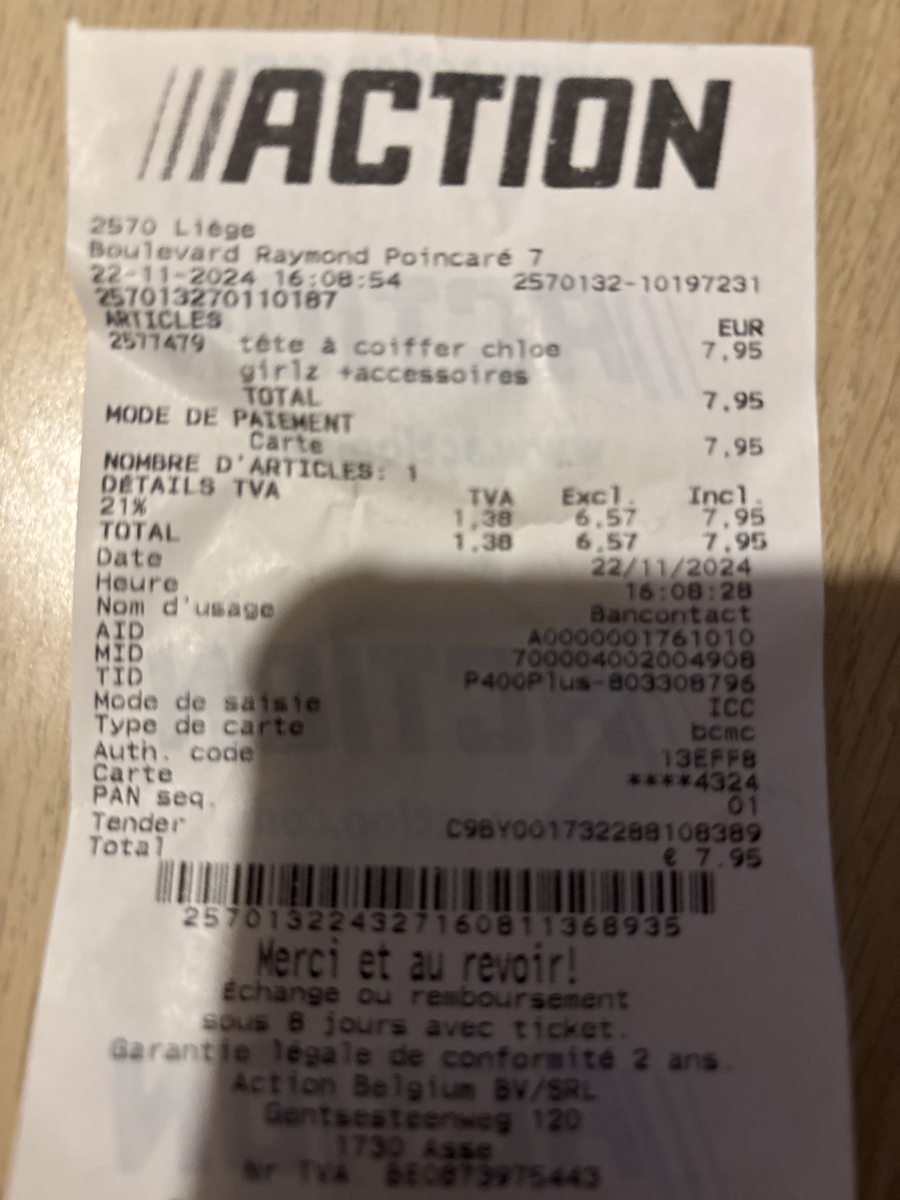 ACTION
2570 Liège
Boulevard Raymond Poincaré 7
22-11-2024 16:08:54 2570132-10197231
257013270110187
ARTICLES EUR
2577479 tête à coiffer chloe 7,95
girlz +accessoires
TOTAL 7,95
MODE DE PAIEMENT
Carte 7,95
NOMBRE D'ARTICLES: 1
DÉTAILS TVA TVA Excl. Incl.
21% 1,38 6,57 7,95
TOTAL 1,38 6,57 7,95
Date 22/11/2024
Heure 16:08:28
Nom d'usage Bancontact
AID A0000001761010
MID 700004002004908
TID P400Plus-803308796
Mode de saisie ICC
Type de carte bcmc
Auth. code 13EFF8
Carte ****4324
PAN seq. 01
Tender C9BY001732288108389
Total € 7.95
257013224327160811368935
Merci et au revoir!
Échange ou remboursement
sous 8 jours avec ticket.
Garantie légale de conformité 2 ans.
Action Belgium BV/SRL
Gentsesteenweg 120
1730 Asse
Nr TVA. BE0873975443